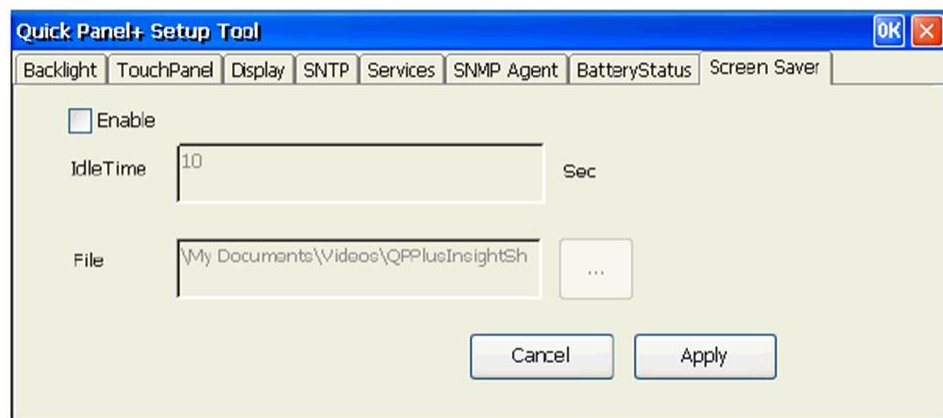 Quick Panel+ Setup Tool OK
Backlight TouchPanel Display SNTP Services SNMP Agent BatteryStatus Screen Saver
Enable
IdleTime 10 Sec
File \My Documents\Videos\QPPlusInsightSh ...
Cancel Apply